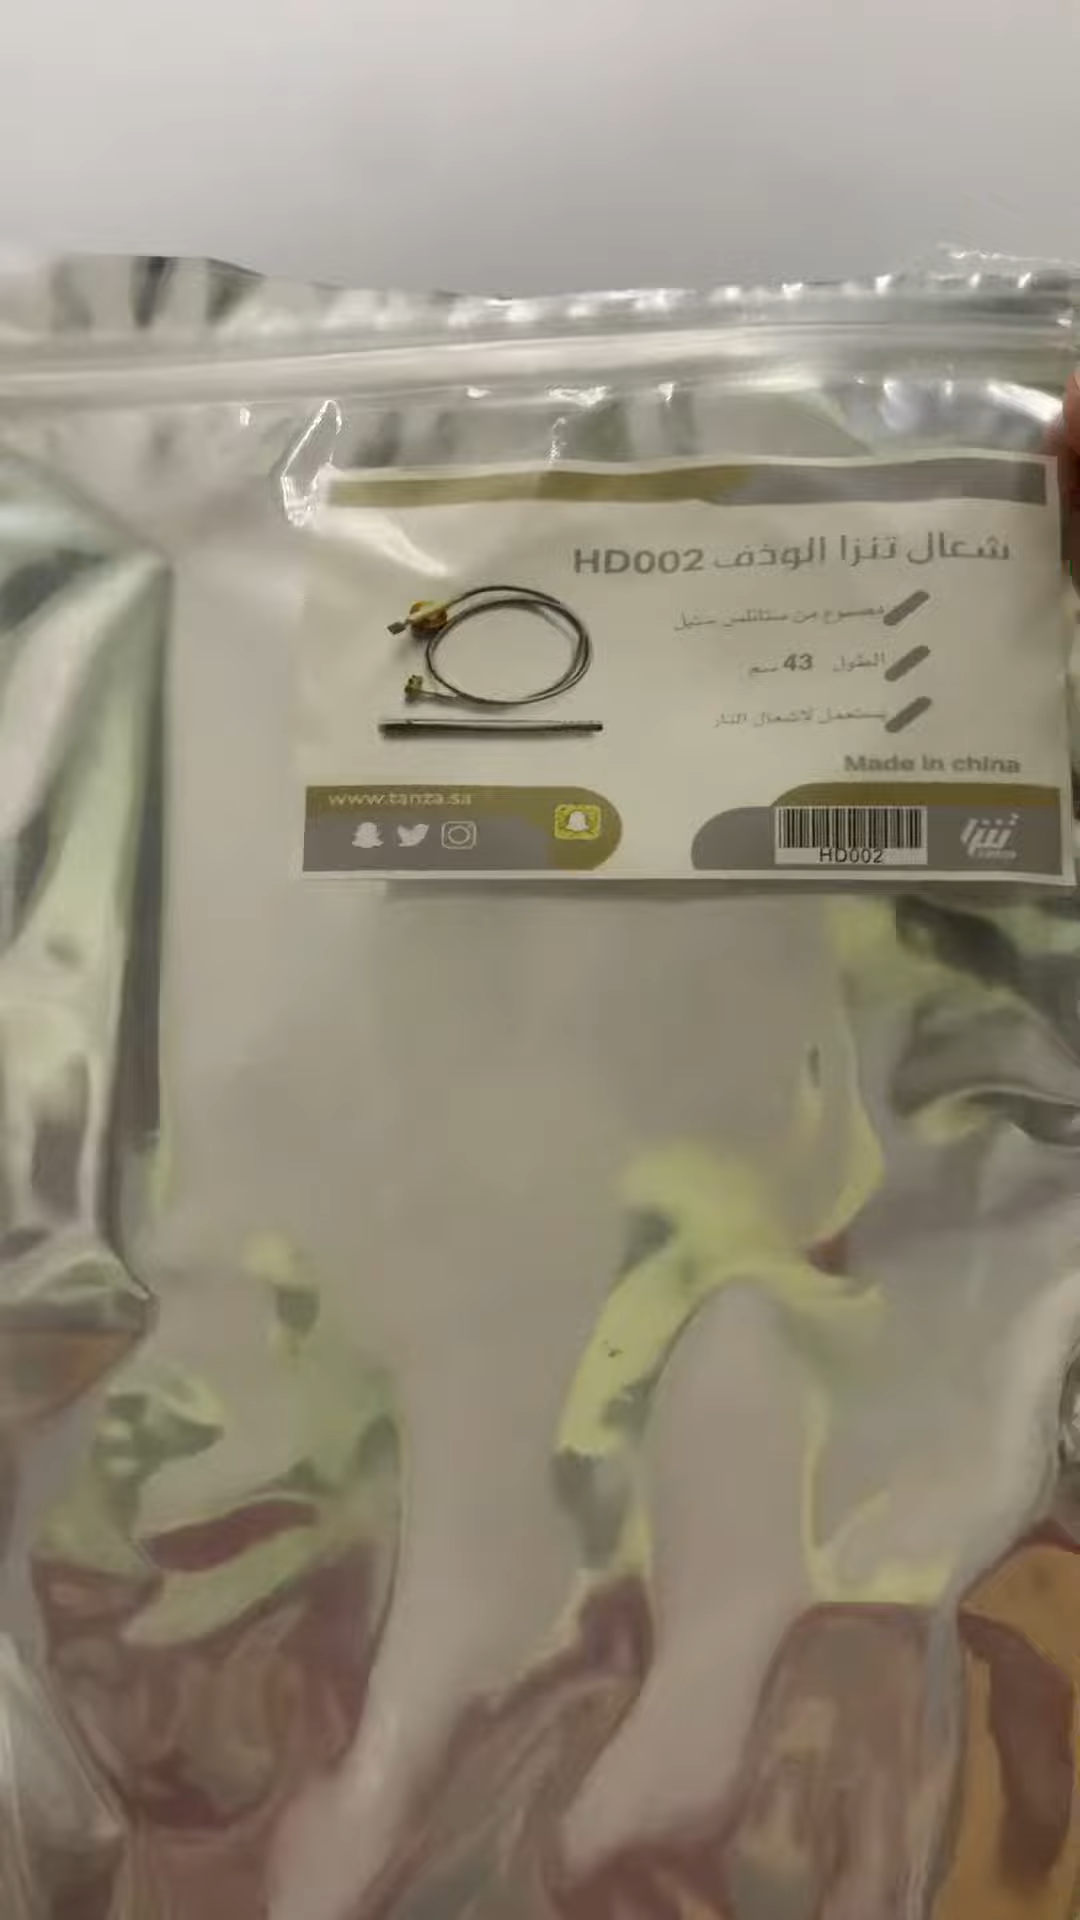 شعال تنزا الوذف HD002
مصنوع من ستانلس ستيل
الطول 43 سم
يستعمل لاشعال النار
Made in china
www.tanza.sa
HD002
تنزا